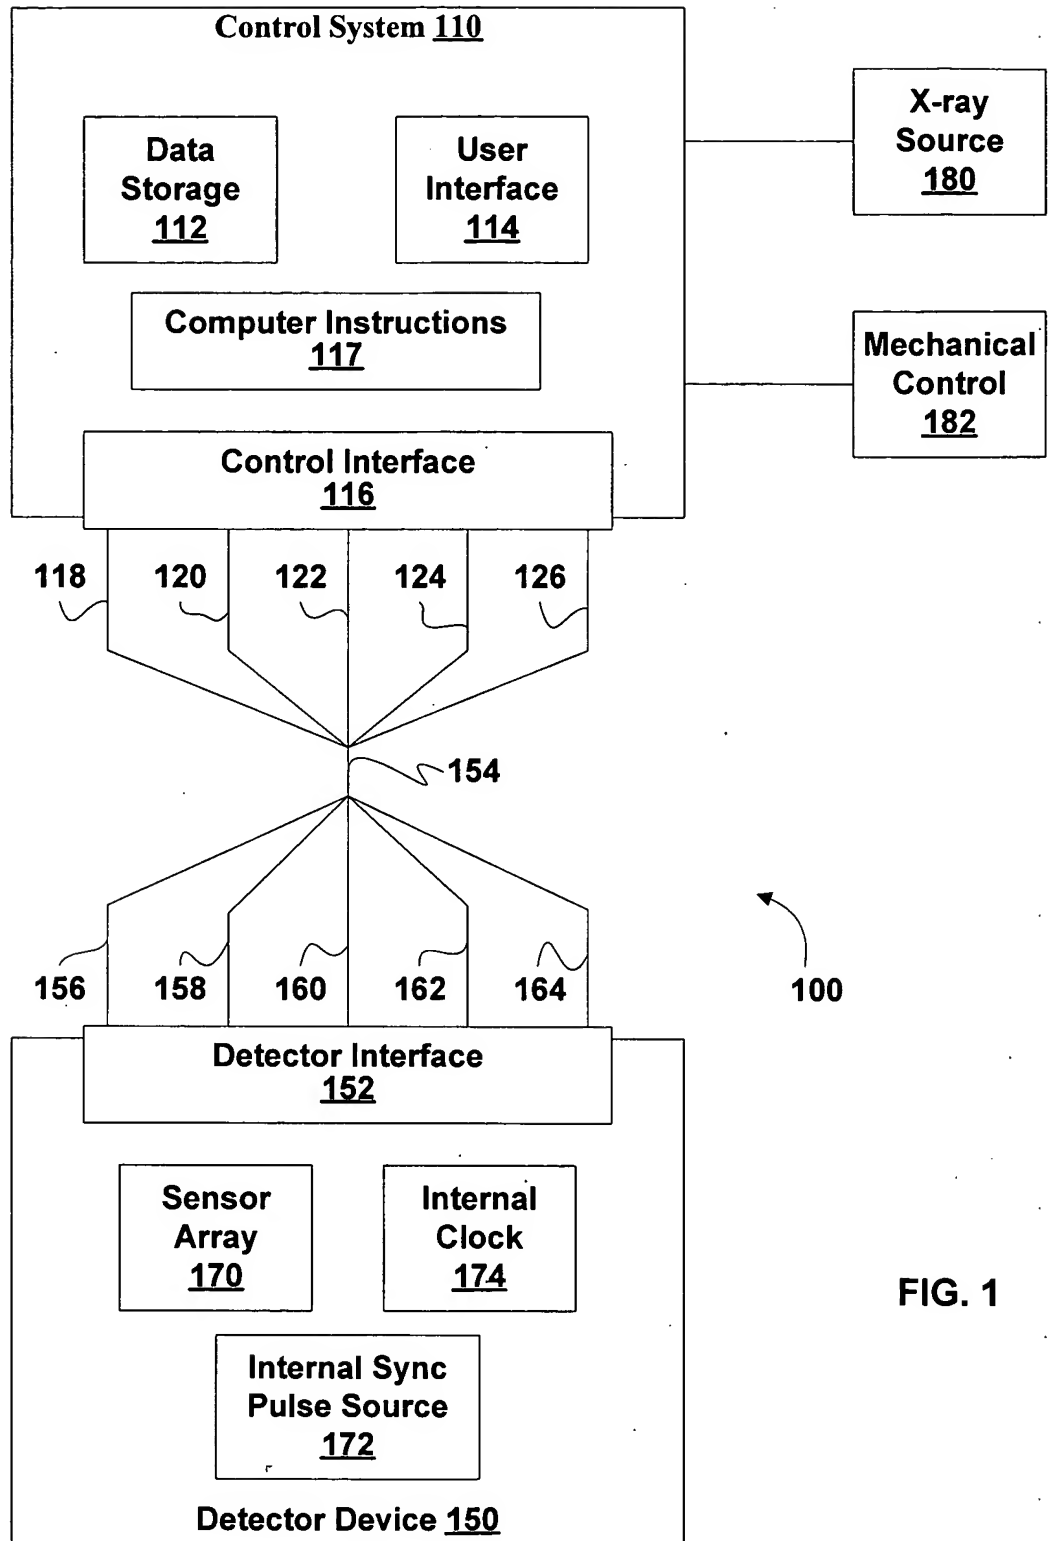 Control System 110
Data
Storage
112
User
Interface
114
Computer Instructions
117
Control Interface
116
X-ray
Source
180
Mechanical
Control
182
118
120
122
124
126
154
156
158
160
162
164
100
Detector Interface
152
Sensor
Array
170
Internal
Clock
174
Internal Sync
Pulse Source
172
Detector Device 150
FIG. 1